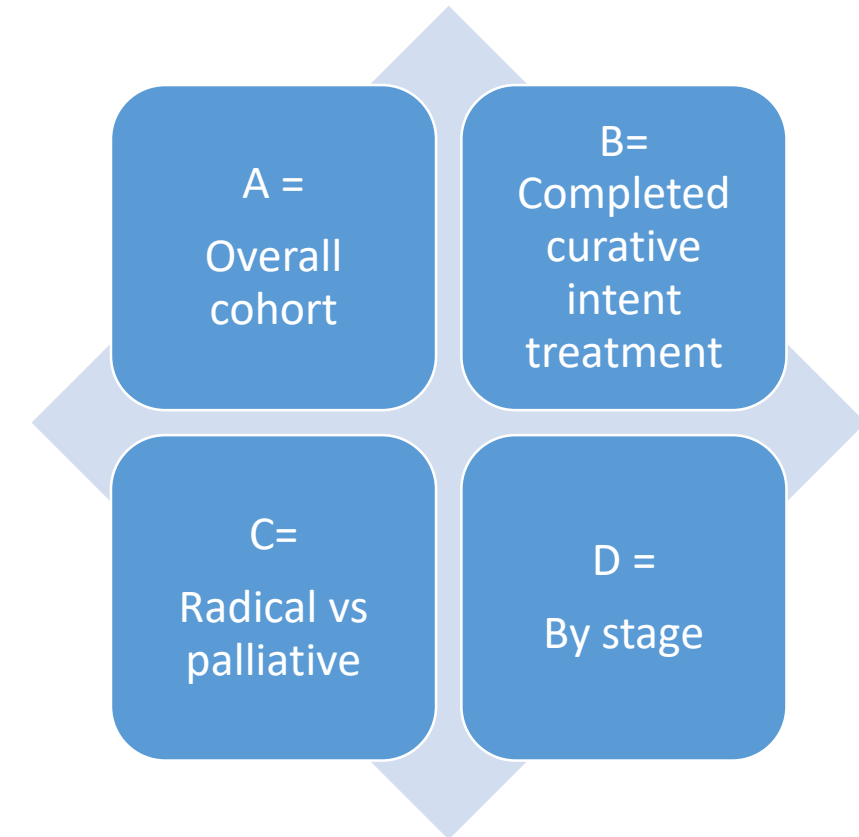 A =
Overall
cohort
B=
Completed
curative
intent
treatment
C=
Radical vs
palliative
D =
By stage